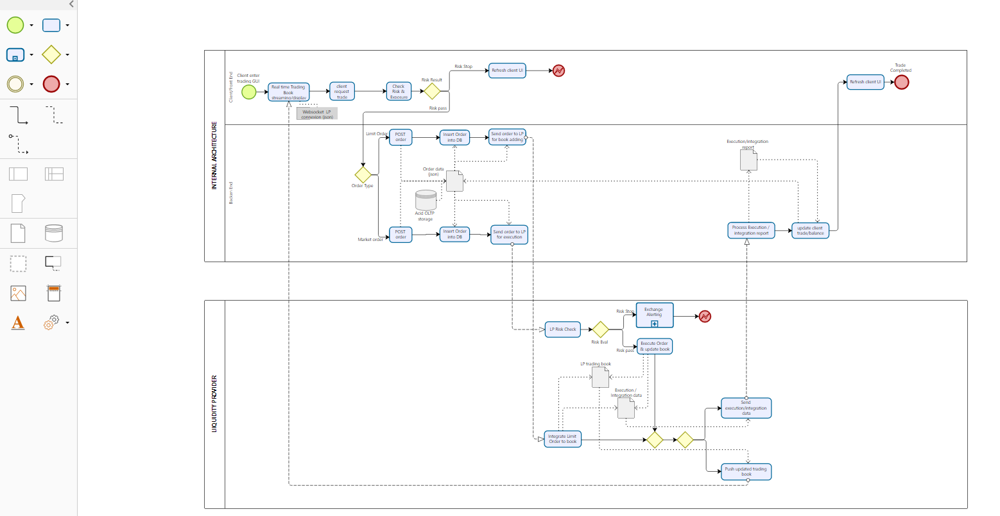 INTERNAL ARCHITECTURE
Client/front End
Client enter
trading GUI
Real time Trading
Book
streaming/display
Websocket LP
connexion (json)
client
request
trade
Check
Risk &
Exposure
Risk Result
Risk Stop
Risk pass
Refresh client UI
Trade
Completed
Refresh client UI
Backen End
Limit Order
POST
order
Insert Order
into DB
Send order to LP
for book adding
Order Type
Order data
(json)
Acid OLTP
storage
Market order
POST
order
Insert Order
into DB
Send order to LP
for execution
Execution/integration
report
Process Execution /
integration report
update client
trade/balance
LIQUIDITY PROVIDER
LP Risk Check
Risk Eval
Risk Stop
Exchange
Alerting
Risk pass
Execute Order
& update book
LP trading book
Execution /
Integration data
Send
execution/integration
data
Integrate Limit
Order to book
Push updated trading
book
A